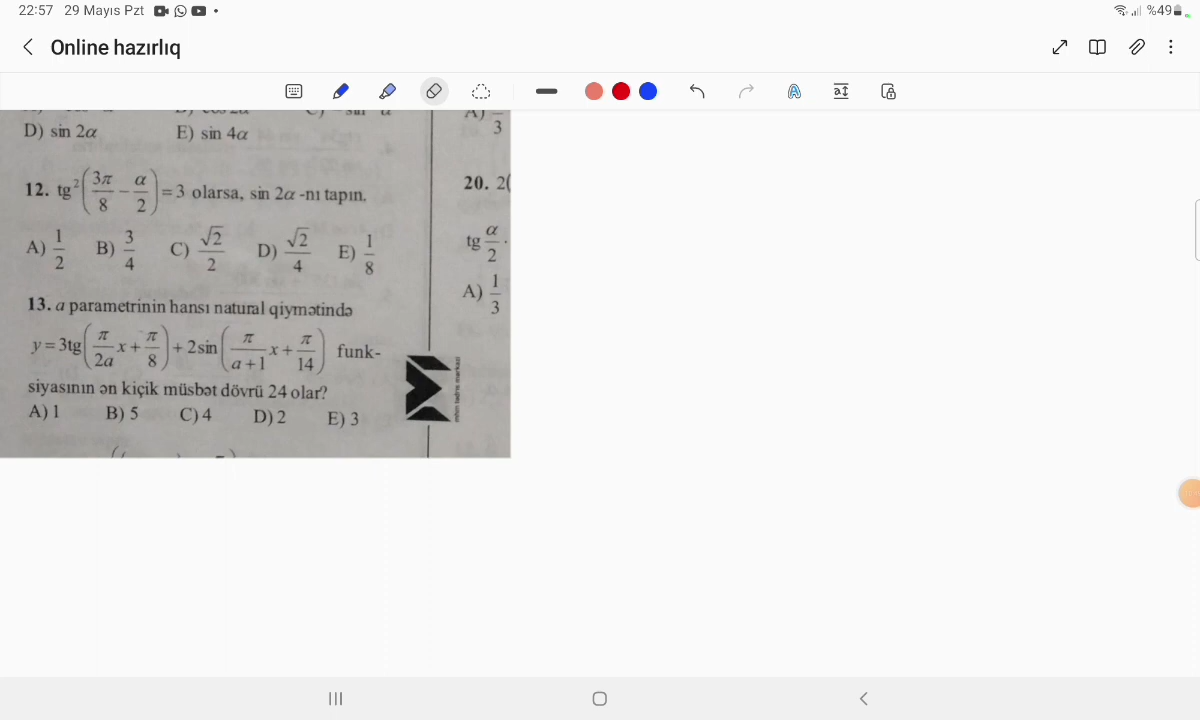 22:57 29 Mayıs Pzt
%49
Online hazırlıq
D) sin 2α E) sin 4α
12. tg²(3π/8 − α/2) = 3 olarsa, sin 2α -nı tapın.
A) 1/2 B) 3/4 C) √2/2 D) √2/4 E) 1/8
13. a parametrinin hansı natural qiymətində
y = 3tg(π/2a x + π/8) + 2sin(π/a+1 x + π/14) funk-
siyasının ən kiçik müsbət dövrü 24 olar?
A) 1 B) 5 C) 4 D) 2 E) 3
3
20. 2(
tg α/2 ·
A) 1/3